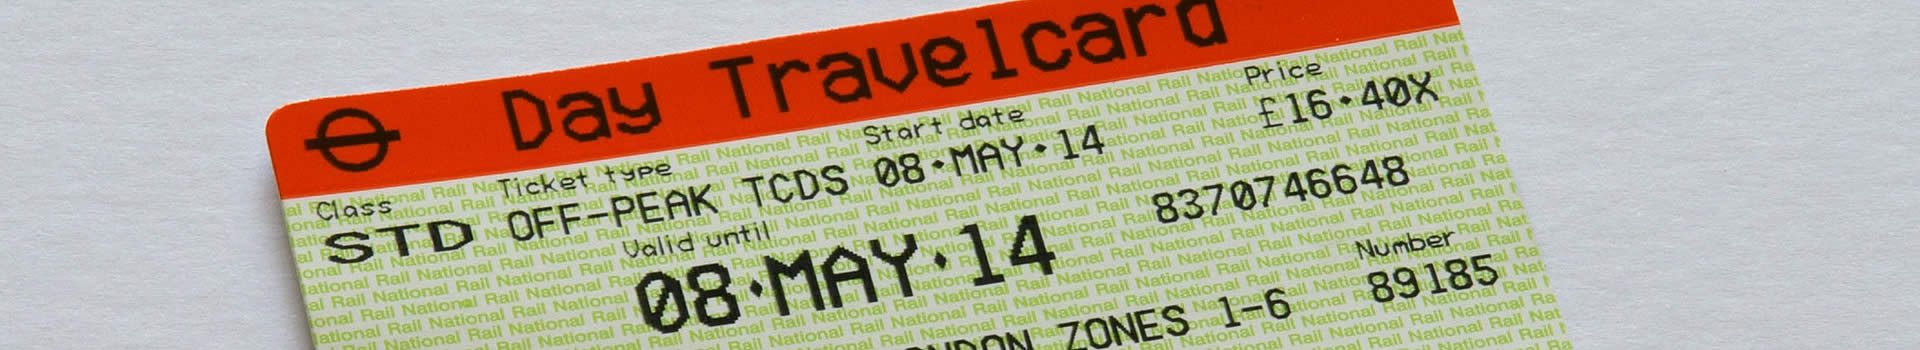 Day Travelcard
Class Ticket type Start date Price
STD OFF-PEAK TCDS 08·MAY·14 £16·40X
Valid until 8370746648
08·MAY·14 Number
ZONES 1-6 89185